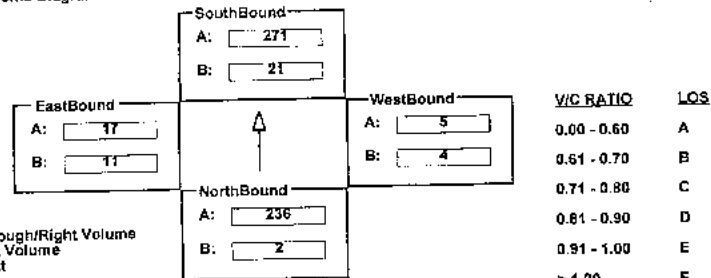 SouthBound
A: 271
B: 21
EastBound
A: 17
B: 11
WestBound
A: 5
B: 4
NorthBound
A: 236
B: 2
ough/Right Volume
Volume
V/C RATIO LOS
0.00 - 0.60 A
0.61 - 0.70 B
0.71 - 0.80 C
0.81 - 0.90 D
0.91 - 1.00 E
> 1.00 F